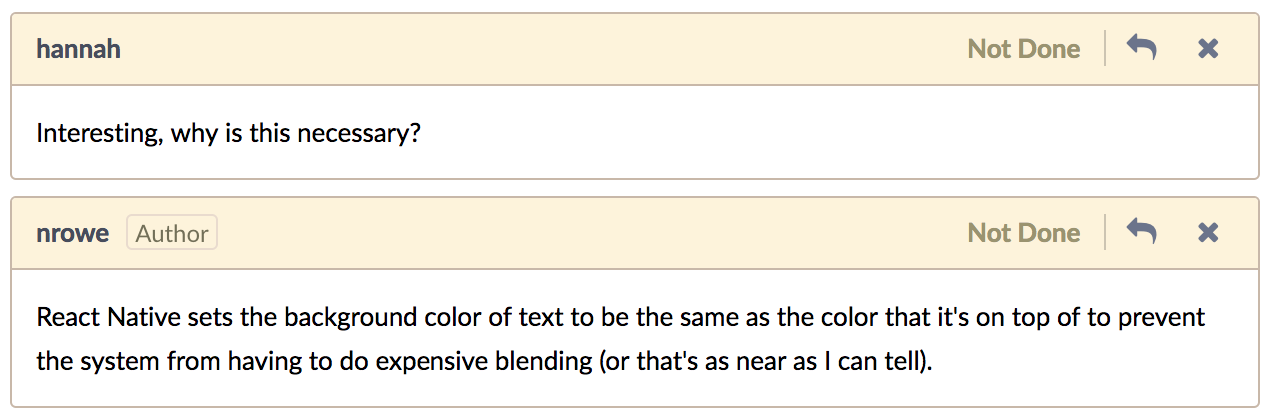 hannah Not Done
Interesting, why is this necessary?
nrowe Author Not Done
React Native sets the background color of text to be the same as the color that it's on top of to prevent
the system from having to do expensive blending (or that's as near as I can tell).